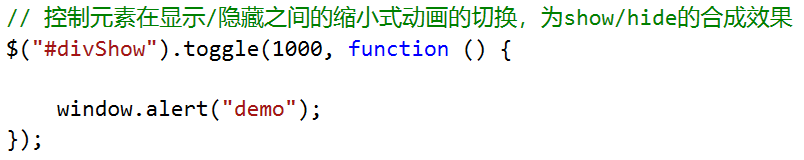 // 控制元素在显示/隐藏之间的缩小式动画的切换，为show/hide的合成效果
$("#divShow").toggle(1000, function () {
window.alert("demo");
});